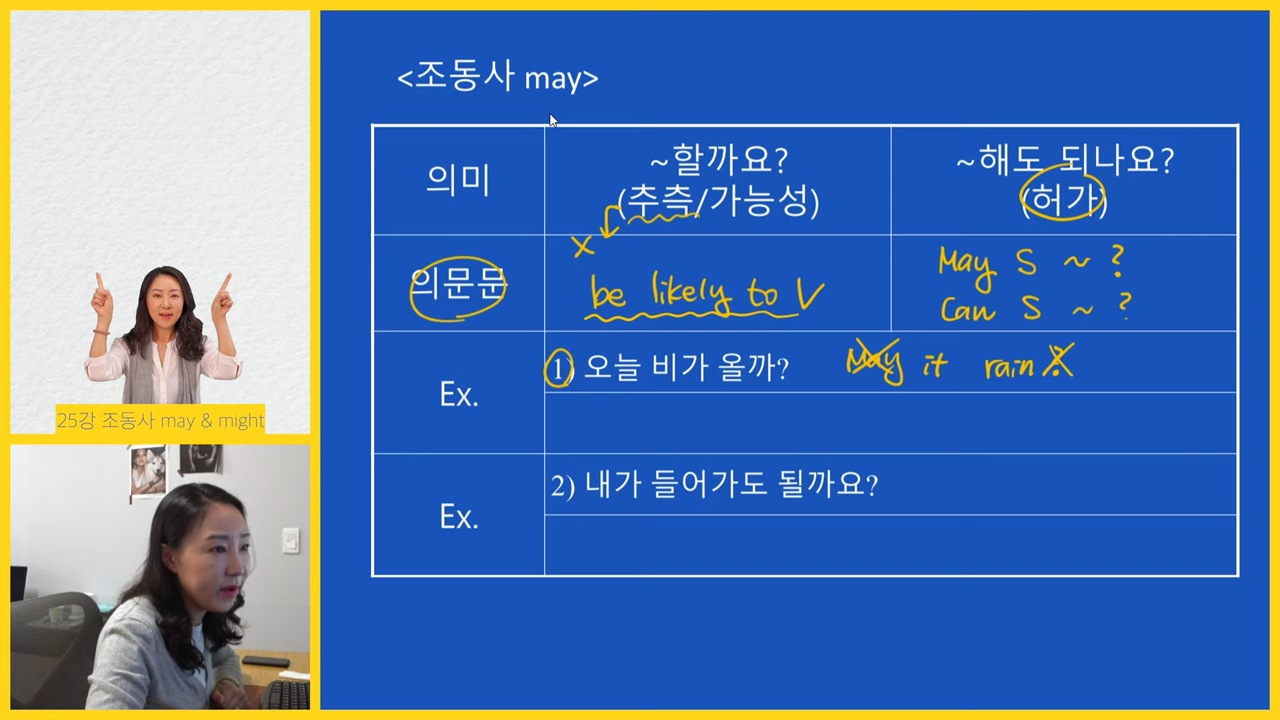 <조동사 may>
의미
~할까요?
(추측/가능성)
~해도 되나요?
(허가)
의문문
x
be likely to V
May S ~ ?
Can S ~ ?
Ex.
1) 오늘 비가 올까?
May it rain?
Ex.
2) 내가 들어가도 될까요?
25강 조동사 may & might